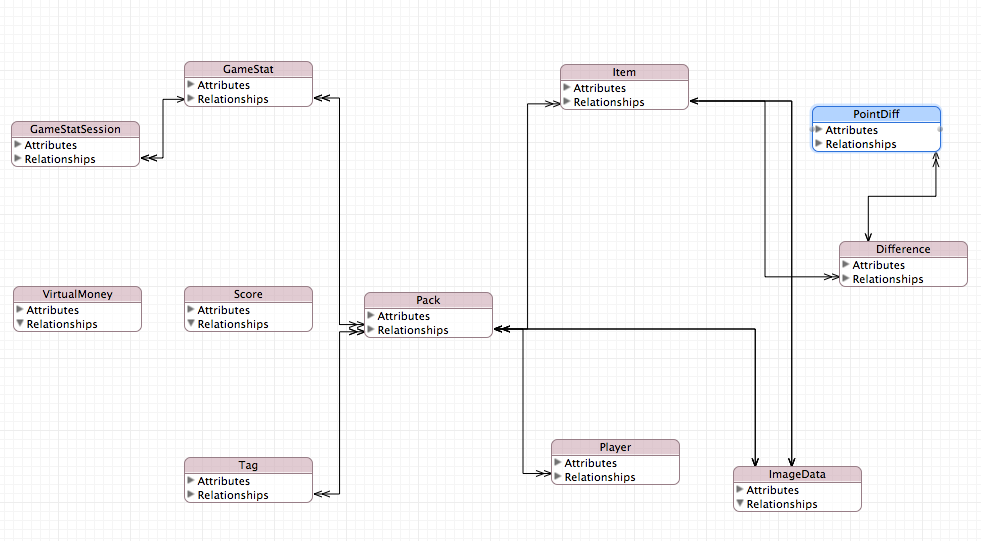 GameStat
Attributes
Relationships
Item
Attributes
Relationships
PointDiff
Attributes
Relationships
GameStatSession
Attributes
Relationships
Difference
Attributes
Relationships
VirtualMoney
Attributes
Relationships
Score
Attributes
Relationships
Pack
Attributes
Relationships
Player
Attributes
Relationships
Tag
Attributes
Relationships
ImageData
Attributes
Relationships